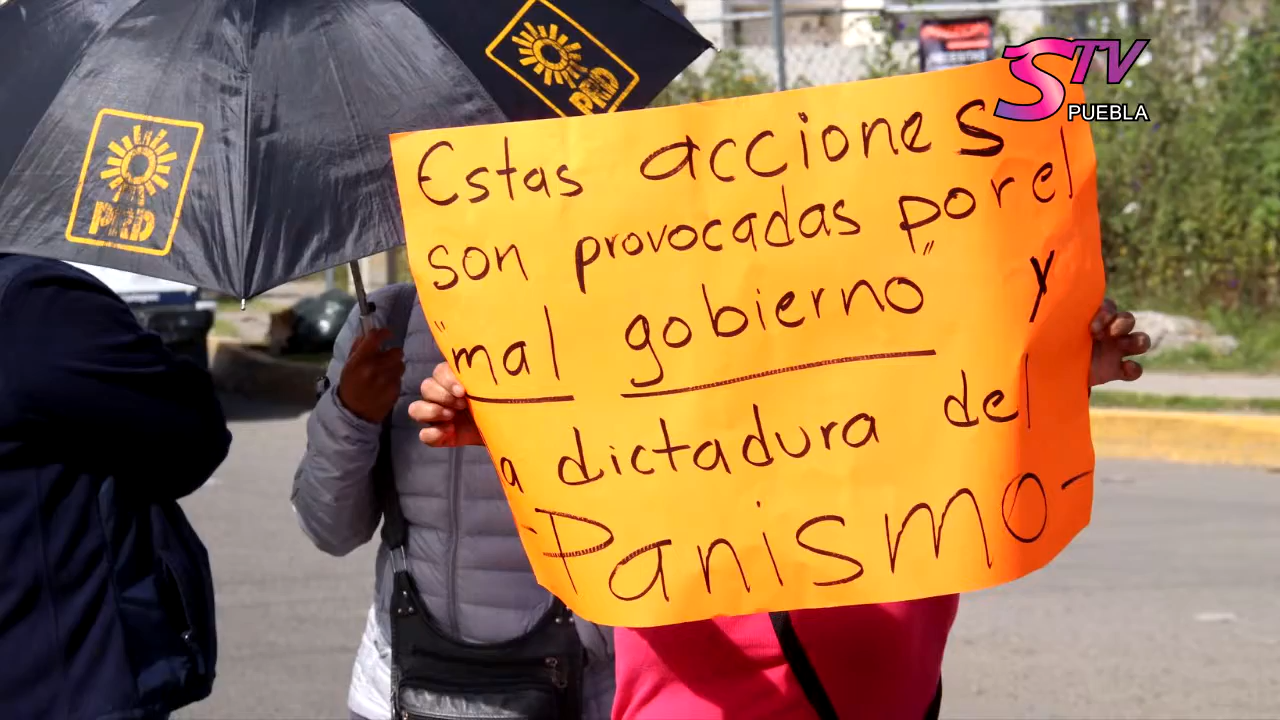 STV
PUEBLA
PRD
PRD
Estas acciones
son provocadas por el
"mal gobierno" y
a dictadura del
-Panismo-